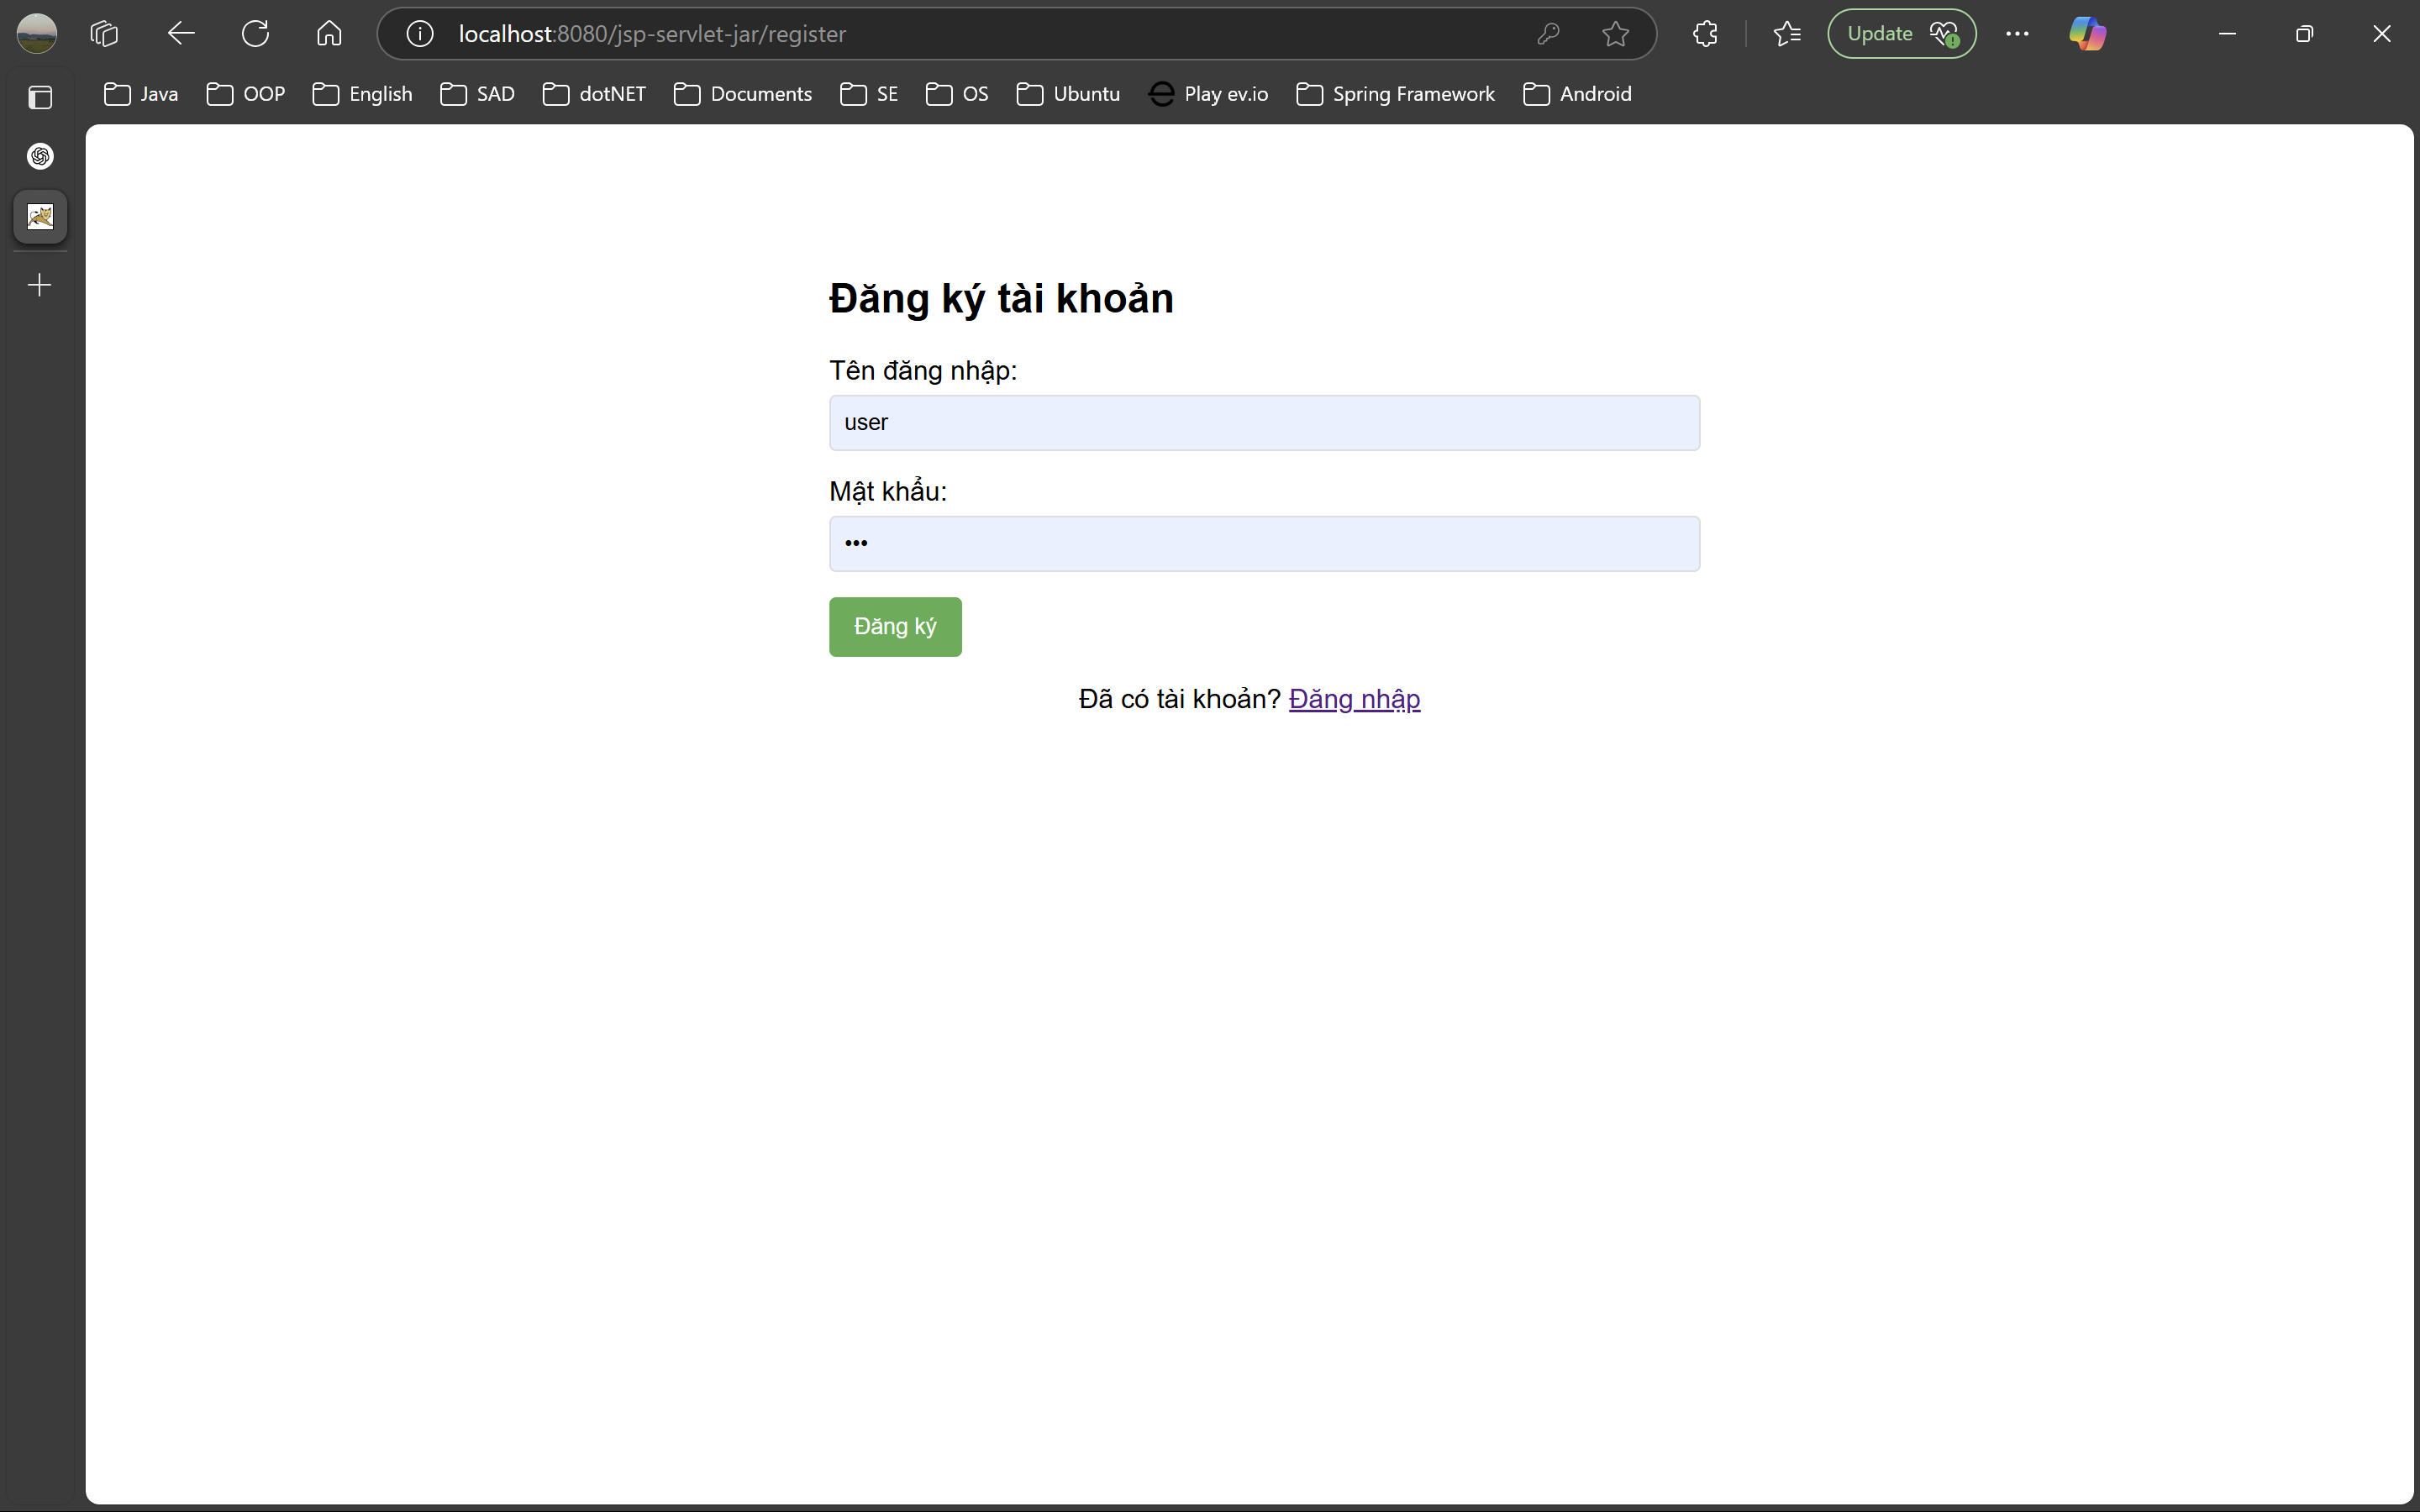 localhost:8080/jsp-servlet-jar/register
Update
Java OOP English SAD dotNET Documents SE OS Ubuntu Play ev.io Spring Framework Android
Đăng ký tài khoản
Tên đăng nhập:
user
Mật khẩu:
•••
Đăng ký
Đã có tài khoản? Đăng nhập